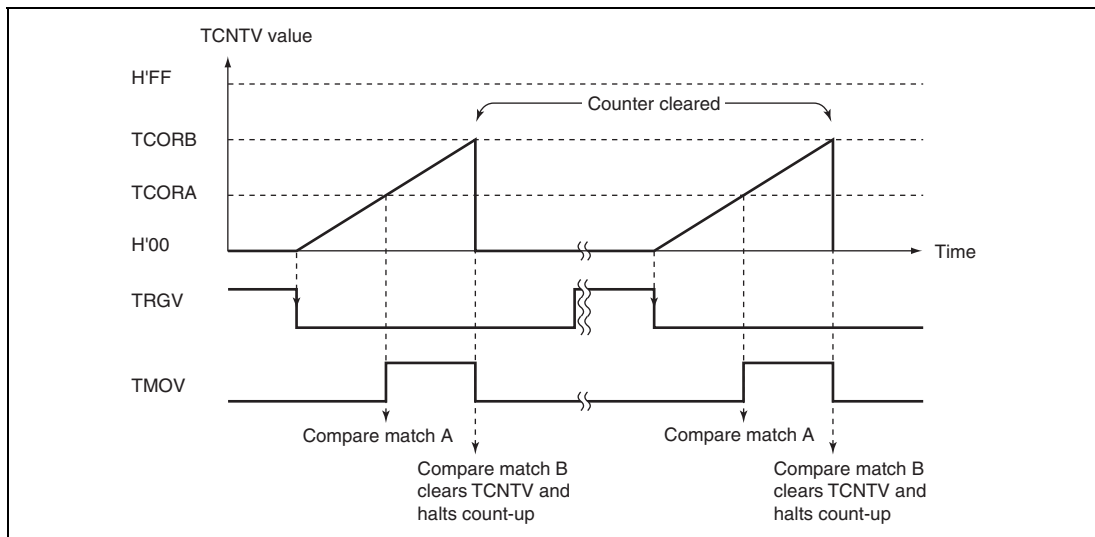 TCNTV value
H'FF
Counter cleared
TCORB
TCORA
H'00
Time
TRGV
TMOV
Compare match A
Compare match A
Compare match B
clears TCNTV and
halts count-up
Compare match B
clears TCNTV and
halts count-up